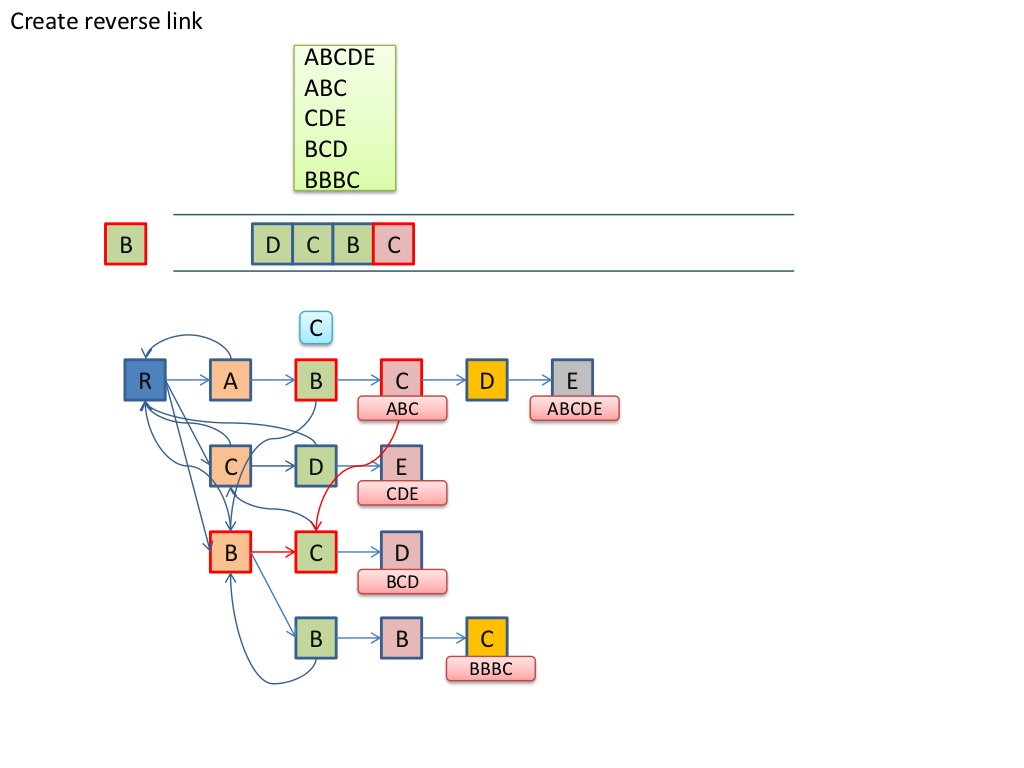 Create reverse link
ABCDE
ABC
CDE
BCD
BBBC
B D C B C
C
R A B C D E
ABC ABCDE
C D E
CDE
B C D
BCD
B B C
BBBC